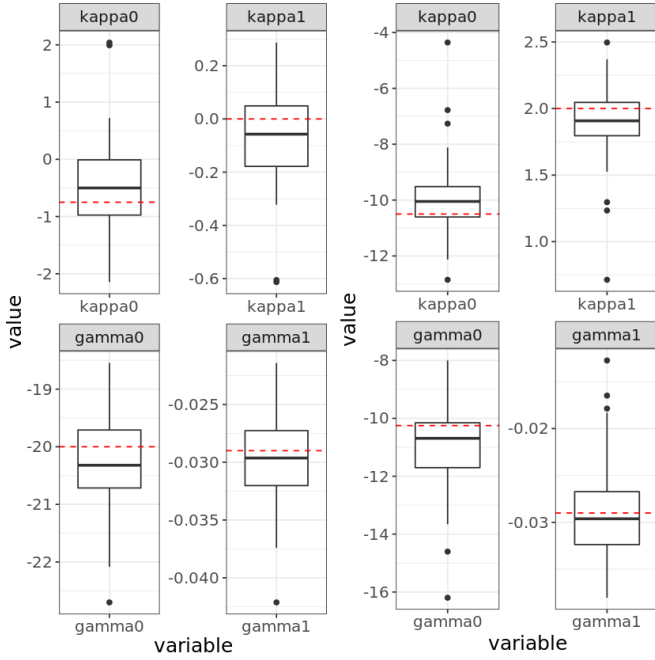 kappa0
kappa1
2
1
0
-1
-2
0.2
0.0
-0.2
-0.4
-0.6
kappa0
kappa1
gamma0
gamma1
-19
-20
-21
-22
-0.025
-0.030
-0.035
-0.040
gamma0
gamma1
value
variable
kappa0
kappa1
-4
-6
-8
-10
-12
2.5
2.0
1.5
1.0
kappa0
kappa1
gamma0
gamma1
-8
-10
-12
-14
-16
-0.02
-0.03
gamma0
gamma1
value
variable